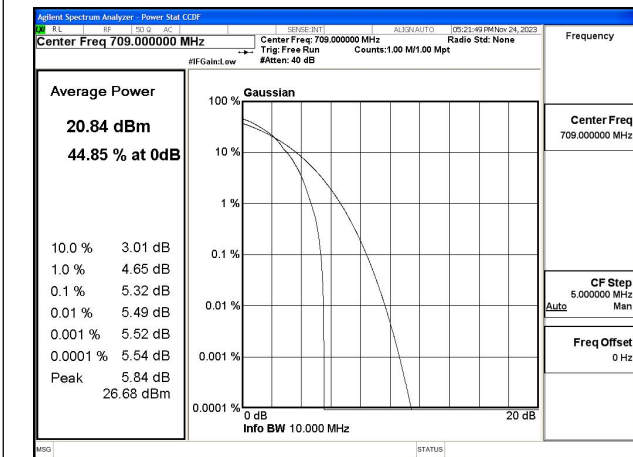 Agilent Spectrum Analyzer - Power Stat CCDF
RL RF 50 Ω AC SENSE:INT ALIGN AUTO 05:21:49 PM Nov 24, 2023
Center Freq 709.000000 MHz
Center Freq: 709.000000 MHz Radio Std: None
Trig: Free Run Counts:1.00 M/1.00 Mpt
#IFGain:Low #Atten: 40 dB
Frequency
Average Power
20.84 dBm
44.85 % at 0dB
10.0 % 3.01 dB
1.0 % 4.65 dB
0.1 % 5.32 dB
0.01 % 5.49 dB
0.001 % 5.52 dB
0.0001 % 5.54 dB
Peak 5.84 dB
26.68 dBm
Gaussian
100 %
10 %
1 %
0.1 %
0.01 %
0.001 %
0.0001 %
0 dB 20 dB
Info BW 10.000 MHz
Center Freq
709.000000 MHz
CF Step
5.000000 MHz
Auto Man
Freq Offset
0 Hz
MSG STATUS